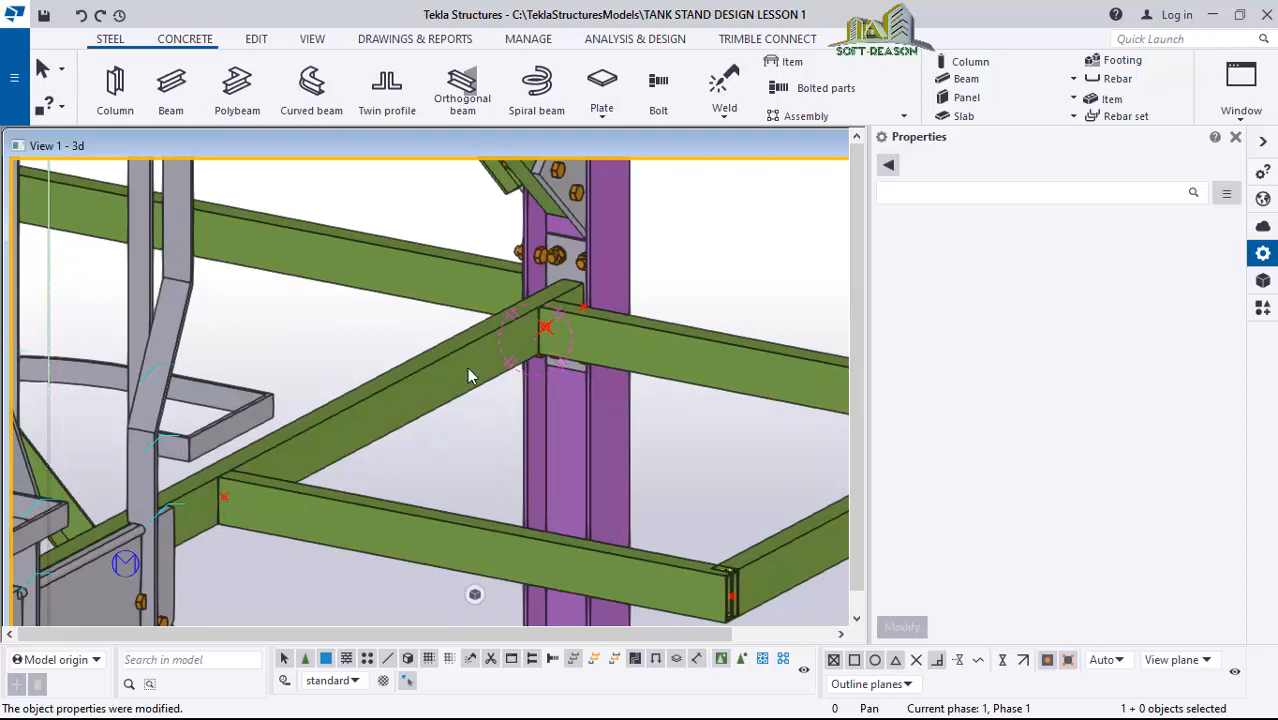 Tekla Structures - C:\TeklaStructuresModels\TANK STAND DESIGN LESSON 1
Log in
STEEL CONCRETE EDIT VIEW DRAWINGS & REPORTS MANAGE ANALYSIS & DESIGN TRIMBLE CONNECT
SOFT-REASON
Quick Launch
Column Beam Polybeam Curved beam Twin profile Orthogonal beam Spiral beam Plate Bolt Weld
Item
Bolted parts
Assembly
Column
Beam
Panel
Slab
Footing
Rebar
Item
Rebar set
Window
View 1 - 3d
Properties
Modify
Model origin
Search in model
standard
Auto
View plane
Outline planes
The object properties were modified.
0 Pan Current phase: 1, Phase 1 1 + 0 objects selected